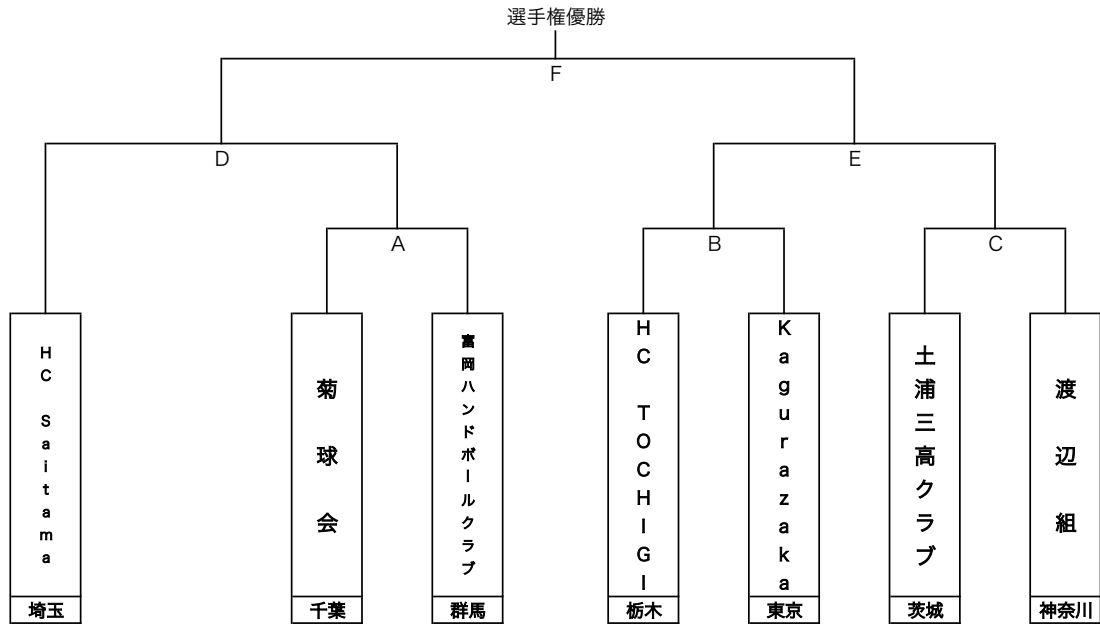 選手権優勝
F
D
E
A
B
C
HC Saitama
菊球会
富岡ハンドボールクラブ
HC TOCHIGI
Kagurazaka
土浦三高クラブ
渡辺組
埼玉
千葉
群馬
栃木
東京
茨城
神奈川